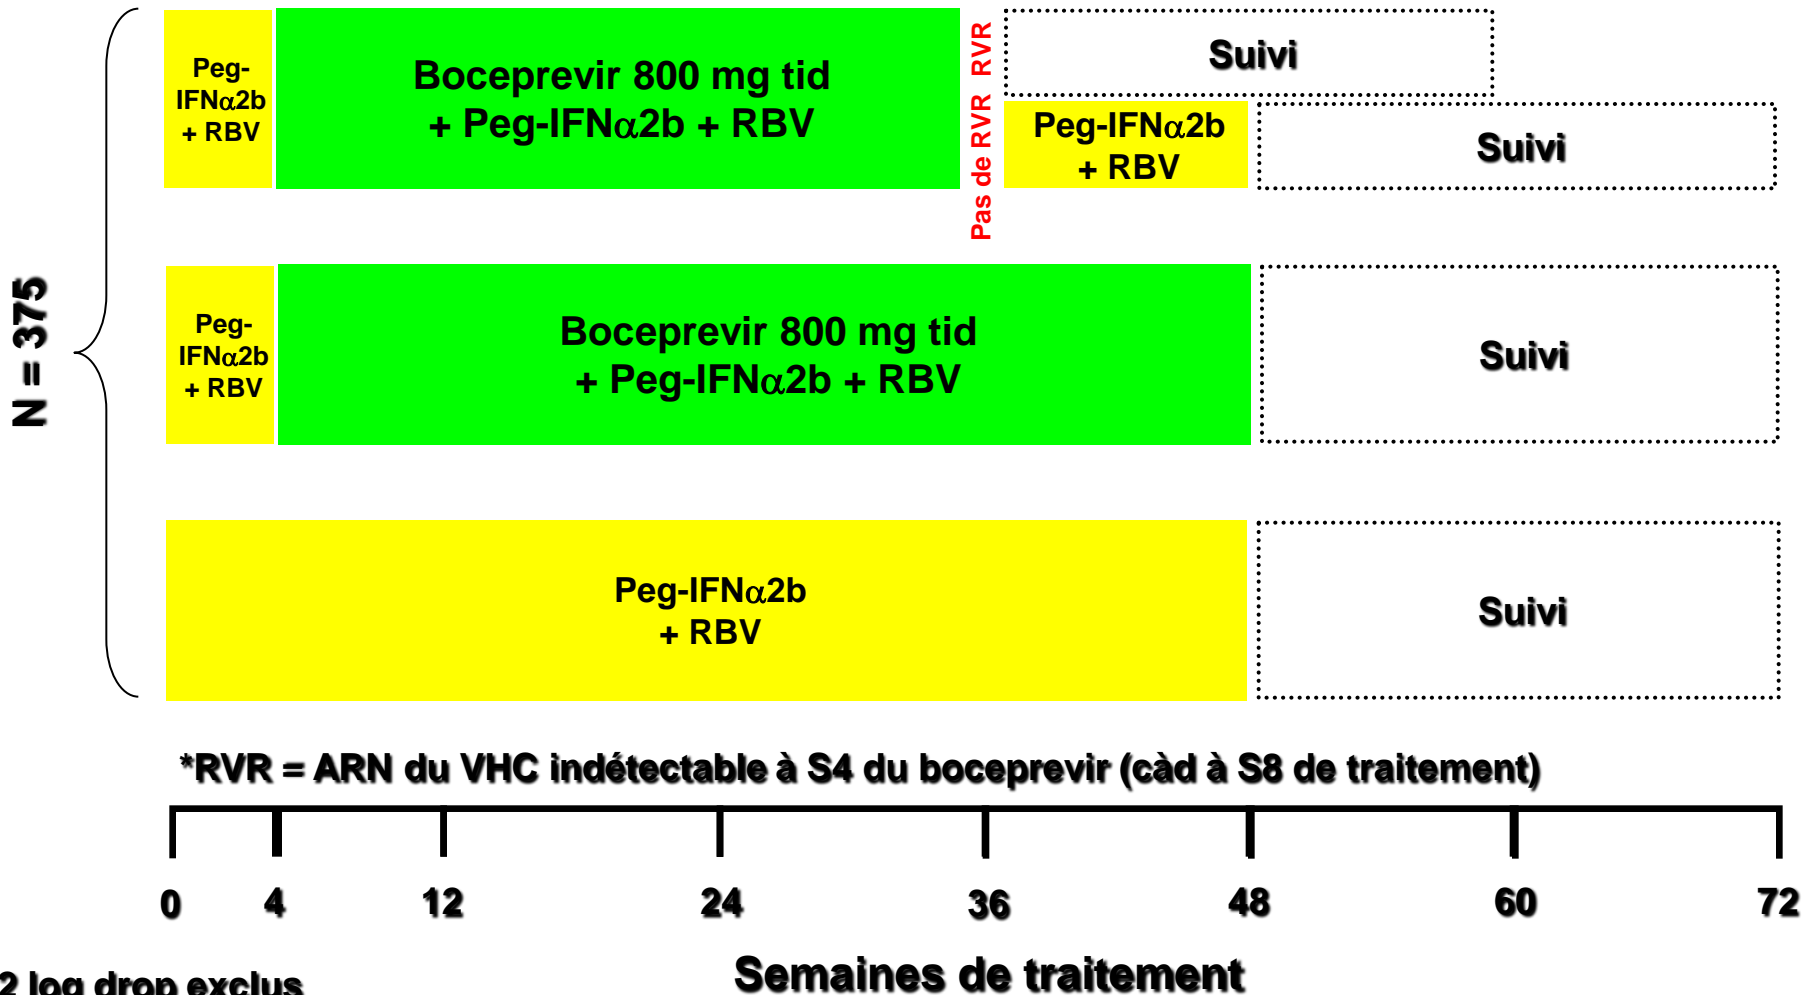 N = 375
Peg-
IFNα2b
+ RBV
Boceprevir 800 mg tid
+ Peg-IFNα2b + RBV
Pas de RVR RVR
Suivi
Peg-IFNα2b
+ RBV
Suivi
Peg-
IFNα2b
+ RBV
Boceprevir 800 mg tid
+ Peg-IFNα2b + RBV
Suivi
Peg-IFNα2b
+ RBV
Suivi
*RVR = ARN du VHC indétectable à S4 du boceprevir (càd à S8 de traitement)
0 4 12 24 36 48 60 72
Semaines de traitement
2 log drop exclus